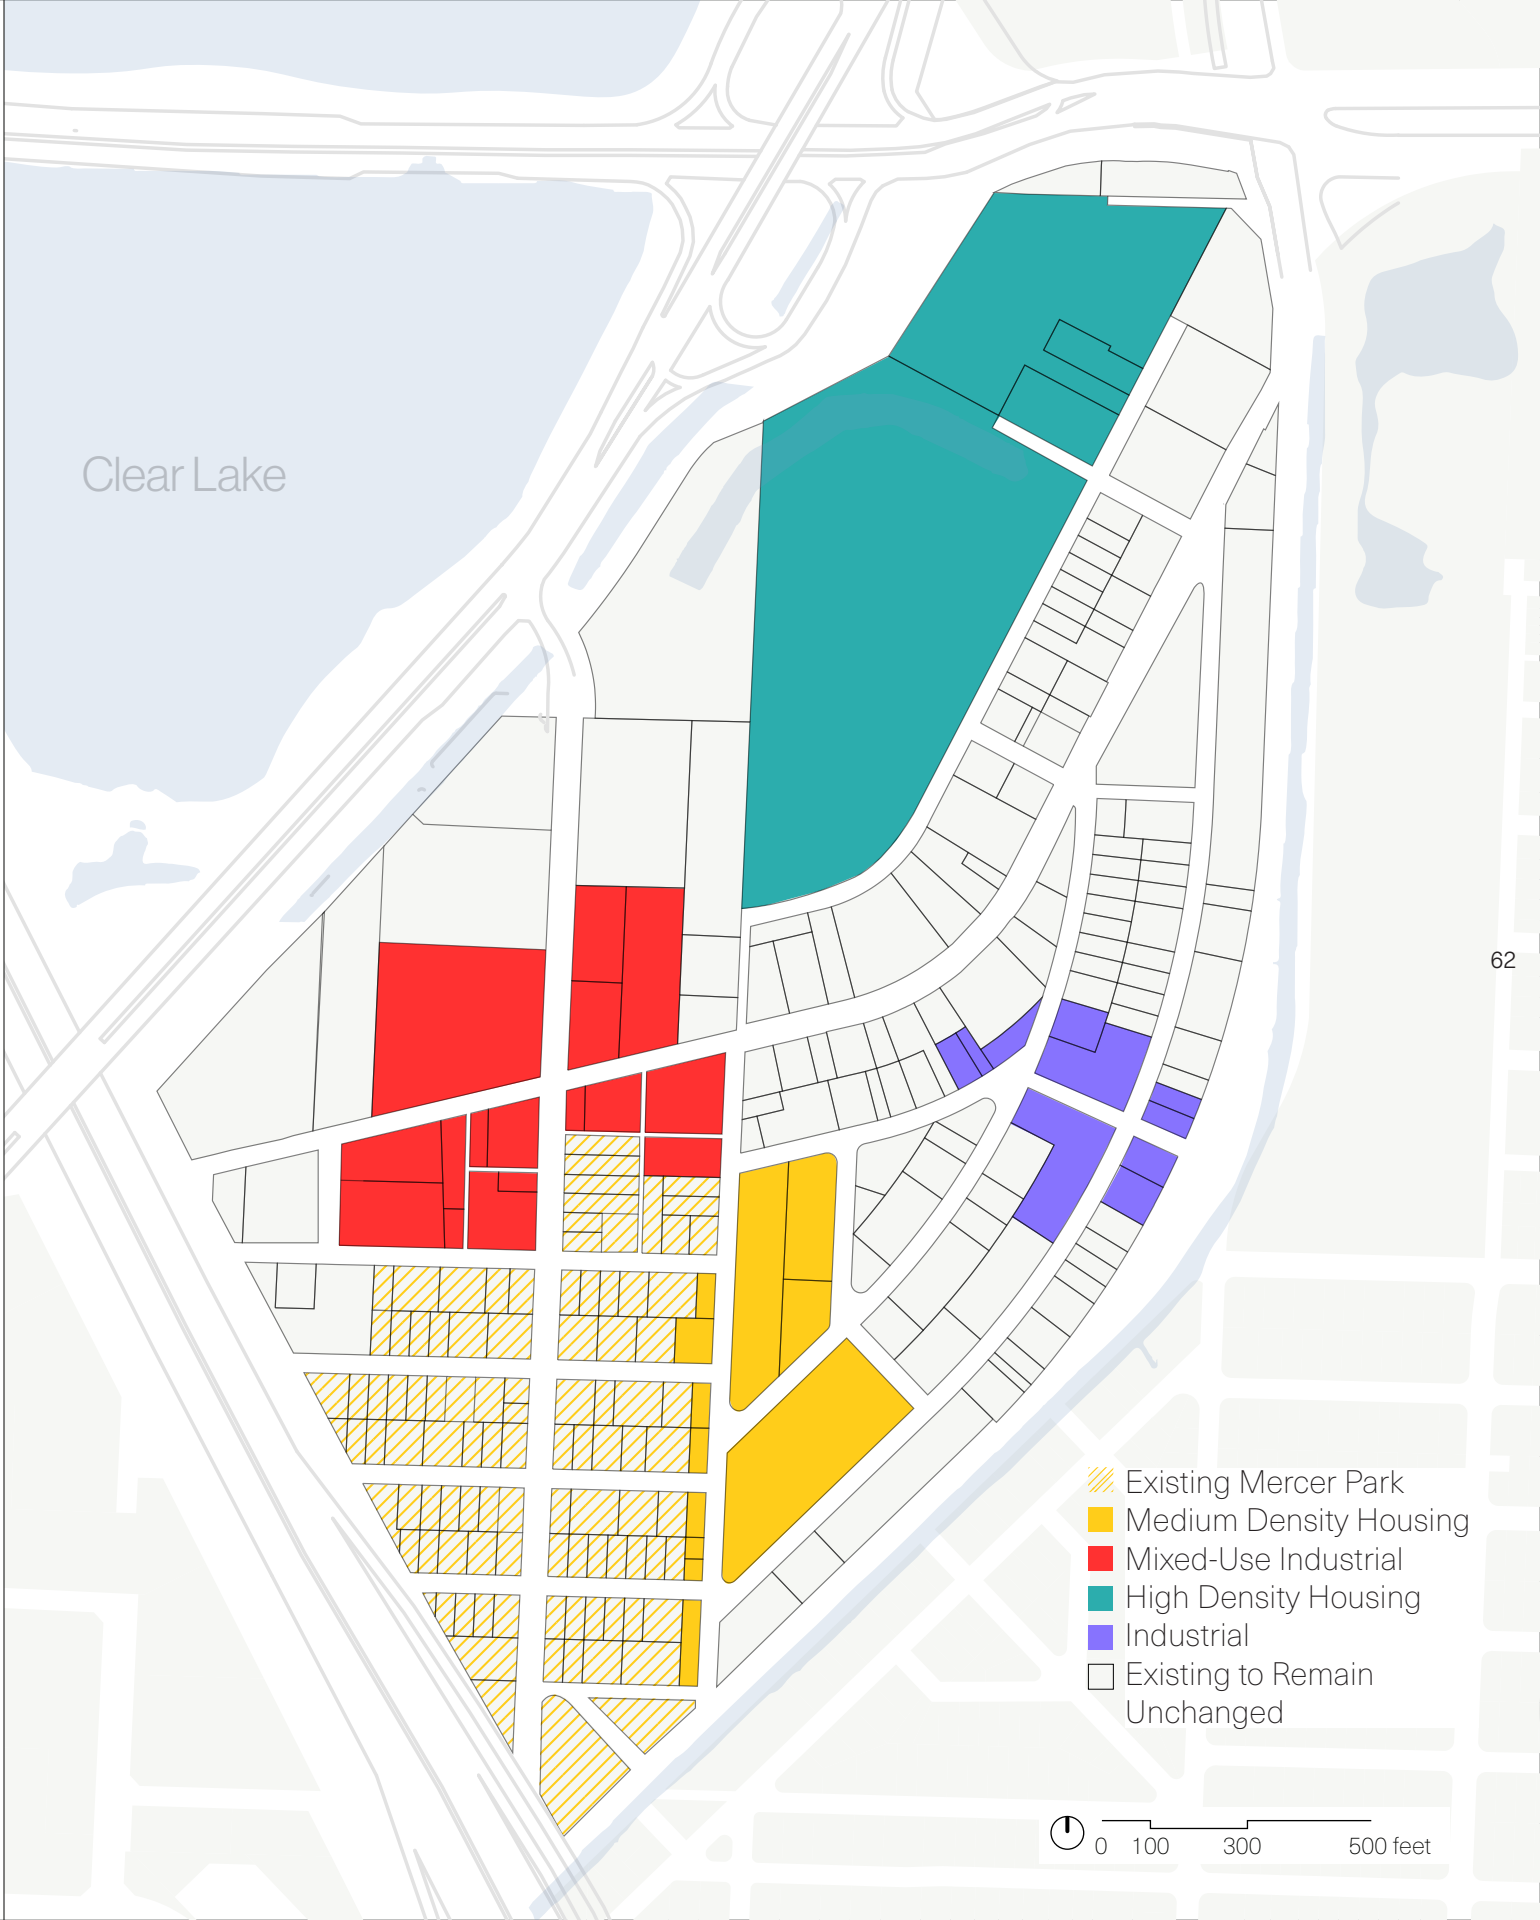 Clear Lake
62
Existing Mercer Park
Medium Density Housing
Mixed-Use Industrial
High Density Housing
Industrial
Existing to Remain
Unchanged
0 100 300 500 feet